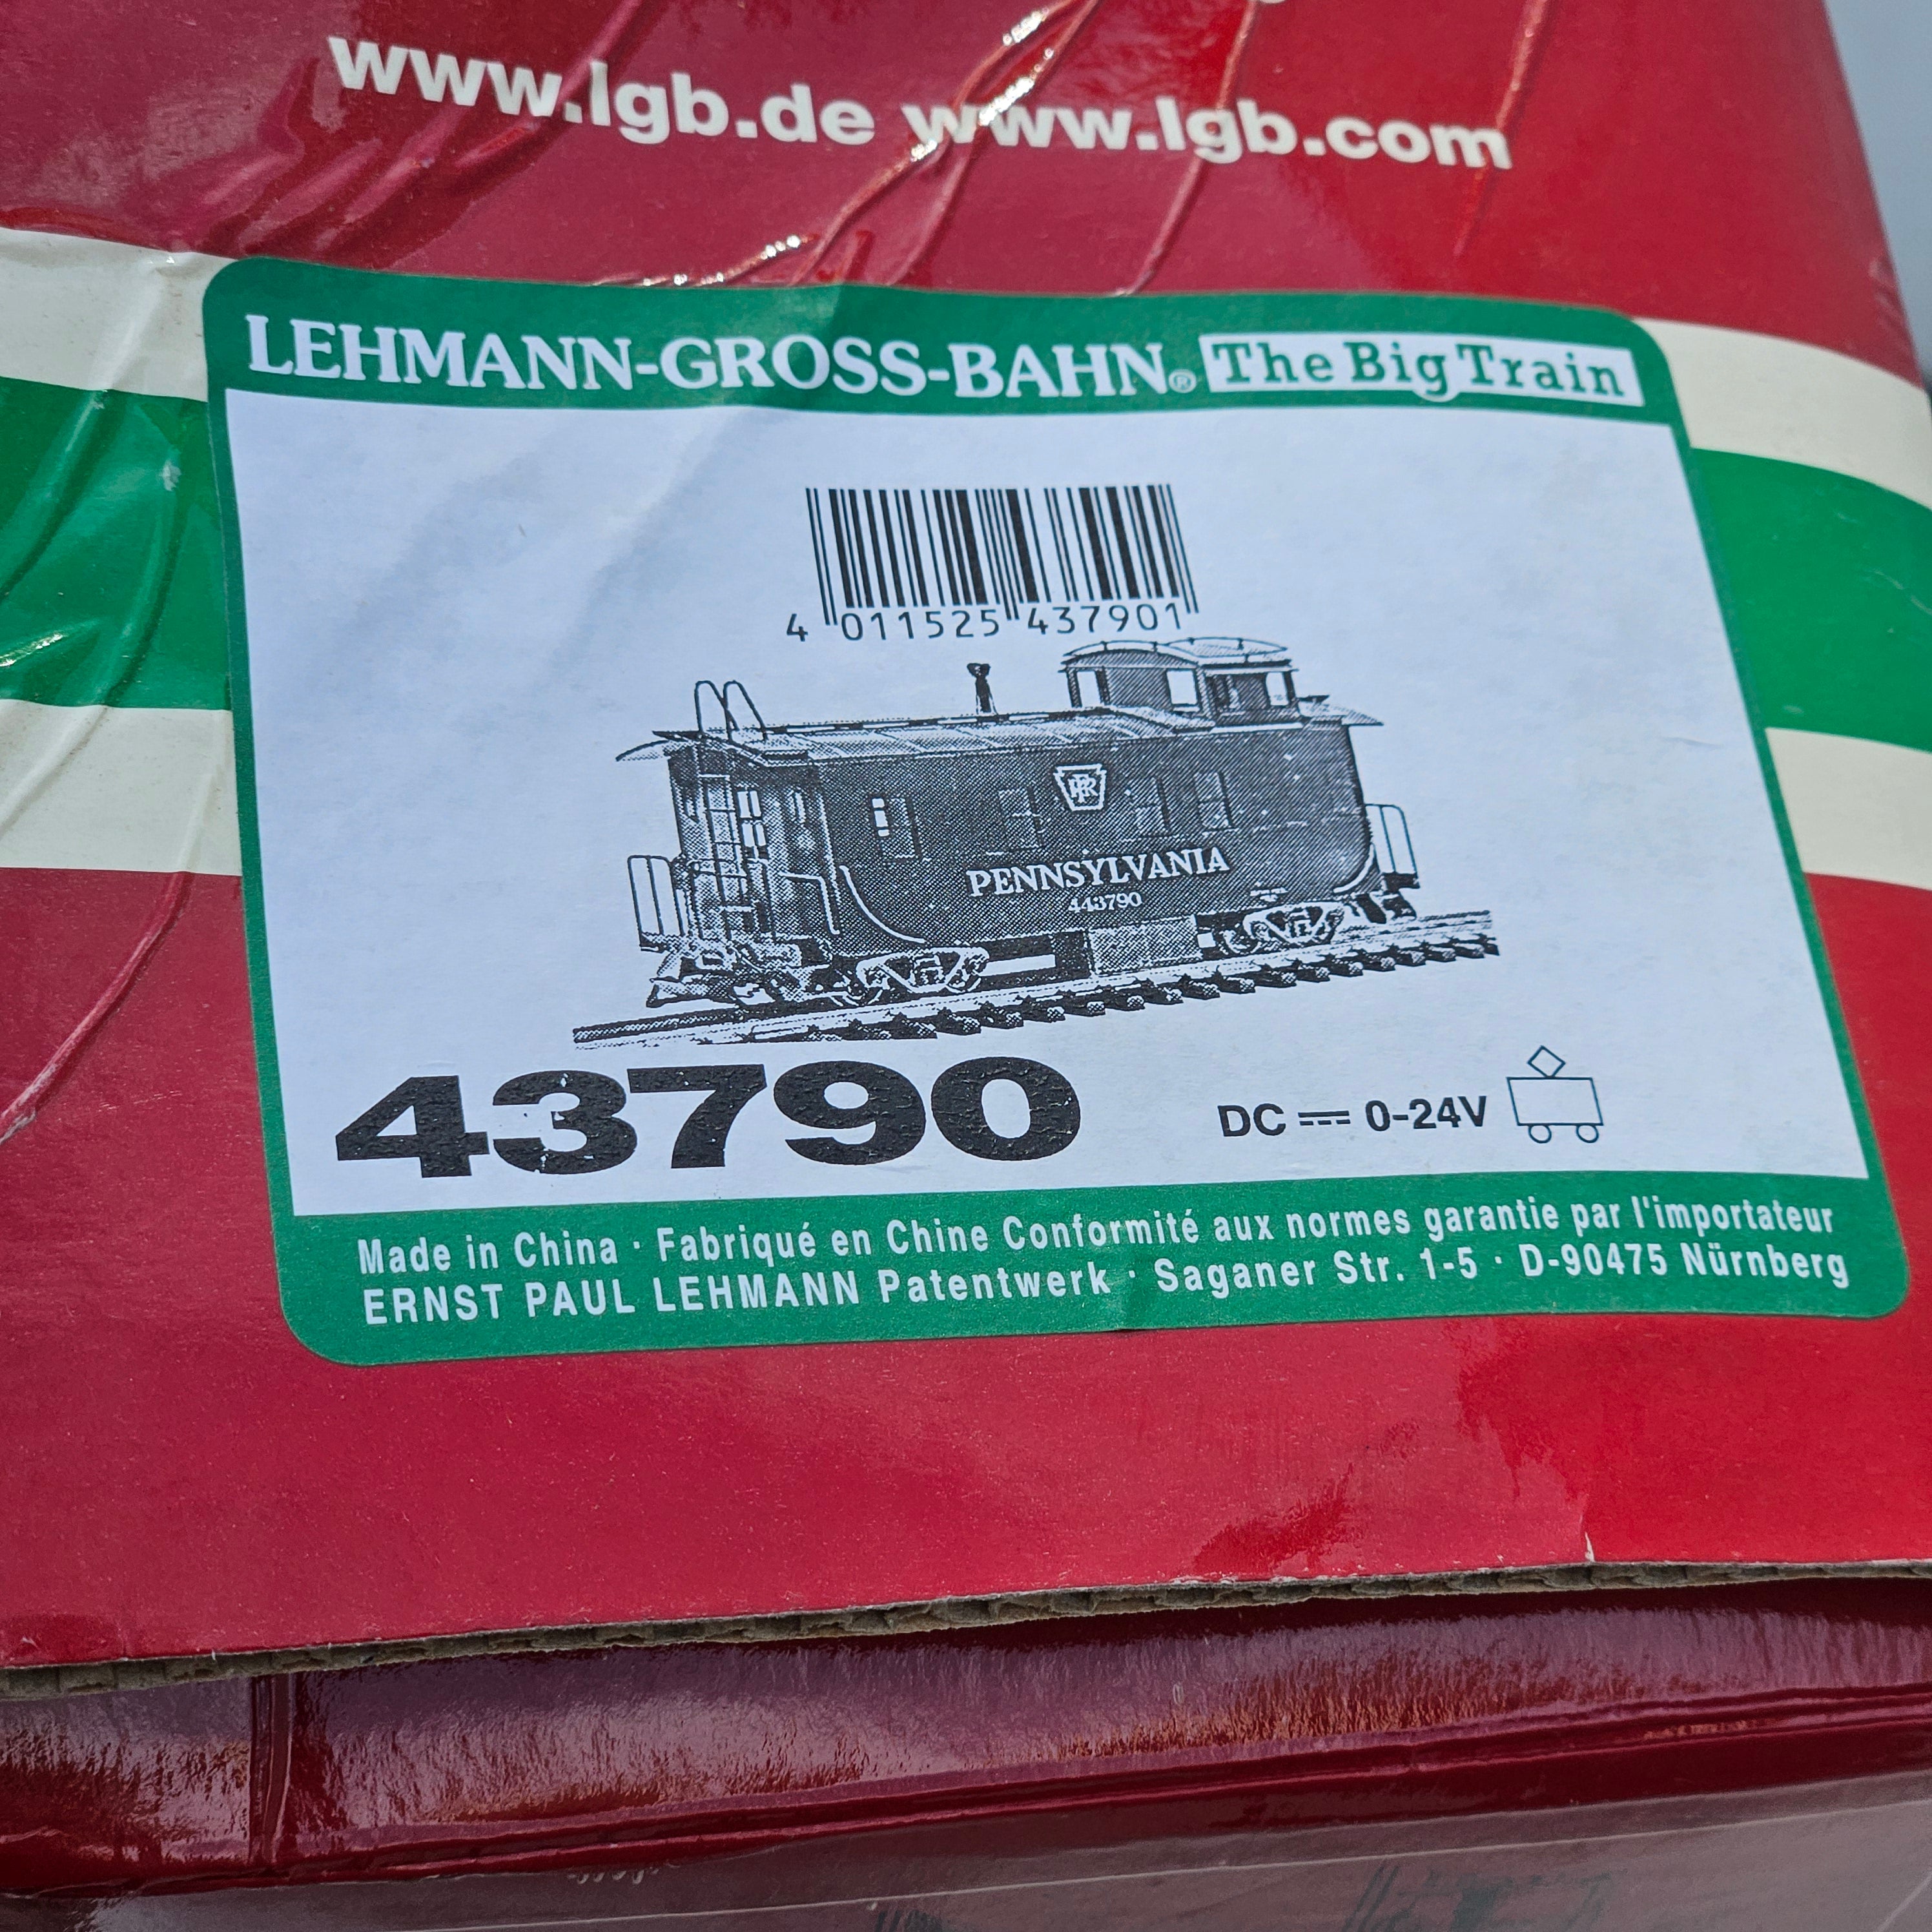 www.lgb.de www.lgb.com
LEHMANN-GROSS-BAHN® The Big Train
4 011525 437901
PRR
PENNSYLVANIA
443790
43790
DC 0-24V
Made in China · Fabriqué en Chine Conformité aux normes garantie par l'importateur
ERNST PAUL LEHMANN Patentwerk · Saganer Str. 1-5 · D-90475 Nürnberg